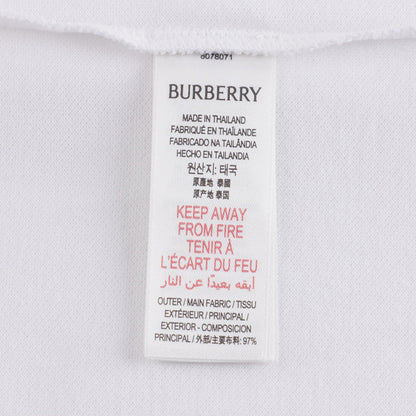 8078071
BURBERRY
MADE IN THAILAND
FABRIQUÉ EN THAÏLANDE
FABRICADO NA TAILÂNDIA
HECHO EN TAILANDIA
원산지: 태국
原產地: 泰國
原产地: 泰国
KEEP AWAY
FROM FIRE
TENIR À
L'ÉCART DU FEU
أبقه بعيدًا عن النار
OUTER / MAIN FABRIC / TISSU
EXTÉRIEUR / PRINCIPAL /
EXTERIOR - COMPOSICIÓN
PRINCIPAL / 外部/主要布料: 97%